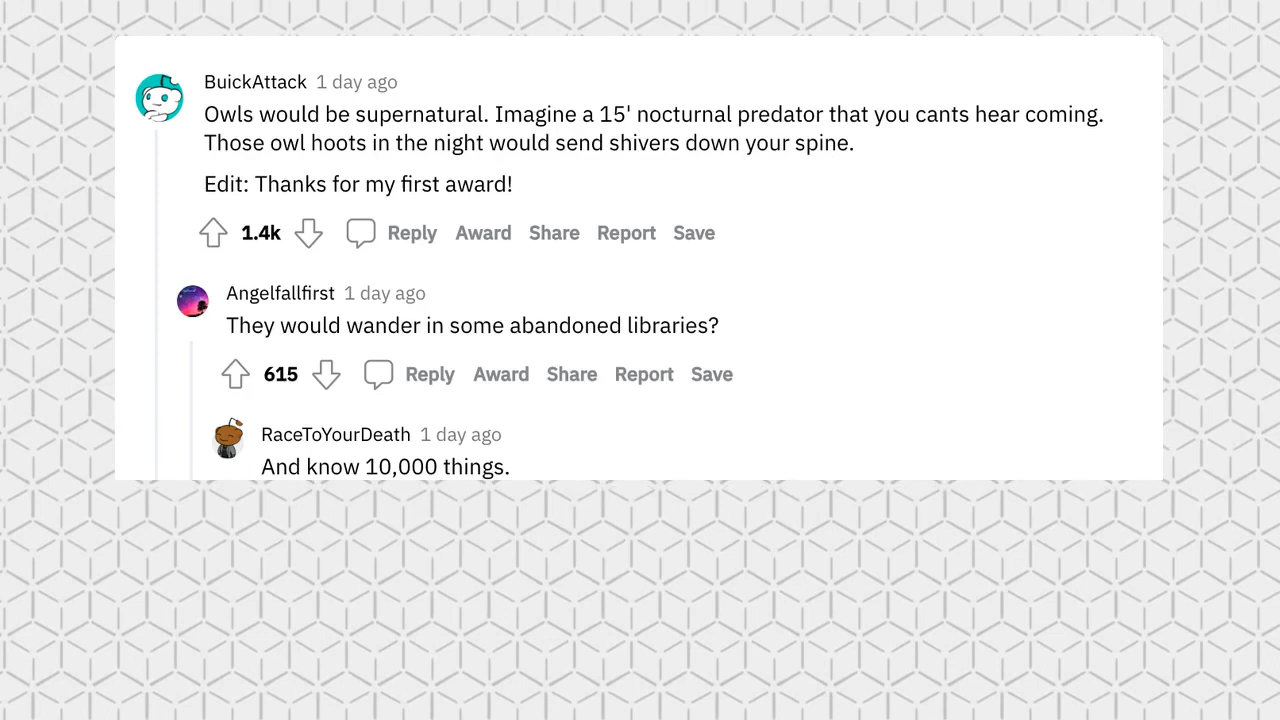 BuickAttack 1 day ago
Owls would be supernatural. Imagine a 15' nocturnal predator that you cants hear coming.
Those owl hoots in the night would send shivers down your spine.
Edit: Thanks for my first award!
1.4k Reply Award Share Report Save
Angelfallfirst 1 day ago
They would wander in some abandoned libraries?
615 Reply Award Share Report Save
RaceToYourDeath 1 day ago
And know 10,000 things.